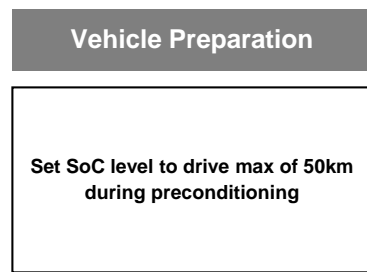 Vehicle Preparation
Set SoC level to drive max of 50km
during preconditioning